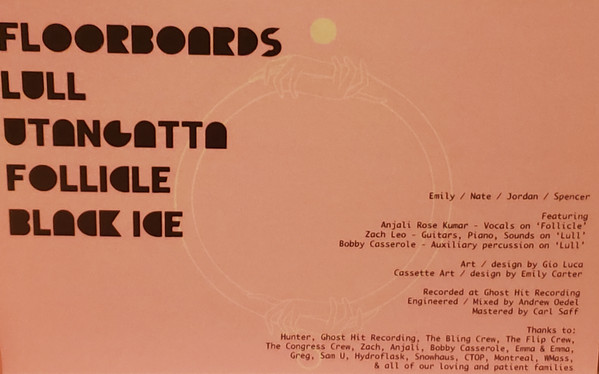 FLOORBOARDS
LULL
UTANGATTA
FOLLICLE
BLACK ICE
Emily / Nate / Jordan / Spencer
Featuring
Anjali Rose Kumar - Vocals on 'Follicle'
Zach Leo - Guitars, Piano, Sounds on 'Lull'
Bobby Casserole - Auxiliary percussion on 'Lull'
Art / design by Gio Luca
Cassette Art / design by Emily Carter
Recorded at Ghost Hit Recording
Engineered / Mixed by Andrew Oedel
Mastered by Carl Saff
Thanks to:
Hunter, Ghost Hit Recording, The Bling Crew, The Flip Crew,
The Congress Crew, Zach, Anjali, Bobby Casserole, Emma & Emma,
Greg, Sam U, Hydroflask, Snowhaus, CTOP, Montreal, WMass,
& all of our loving and patient families